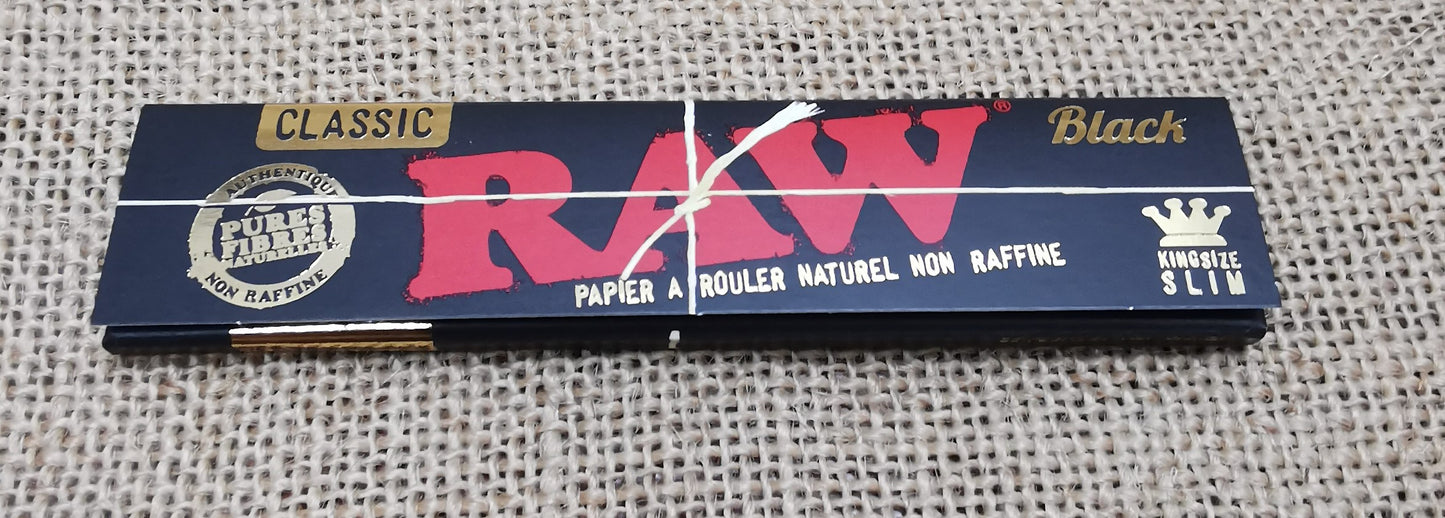 CLASSIC
RAW®
Black
AUTHENTIQUE
PURES
FIBRES
NATURELLES
NON RAFFINE
PAPIER A ROULER NATUREL NON RAFFINE
KINGSIZE
SLIM